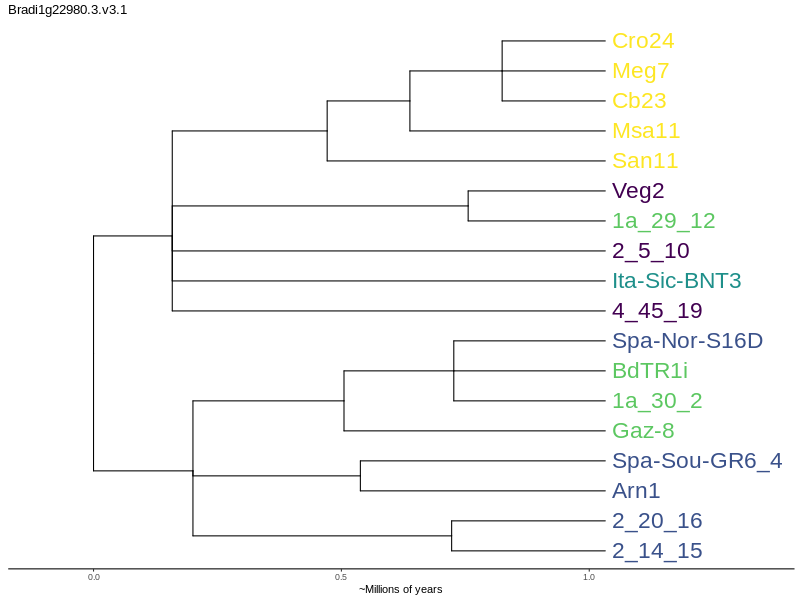 Bradi1g22980.3.v3.1
Cro24
Meg7
Cb23
Msa11
San11
Veg2
1a_29_12
2_5_10
Ita-Sic-BNT3
4_45_19
Spa-Nor-S16D
BdTR1i
1a_30_2
Gaz-8
Spa-Sou-GR6_4
Arn1
2_20_16
2_14_15
0.0 0.5 1.0
~Millions of years